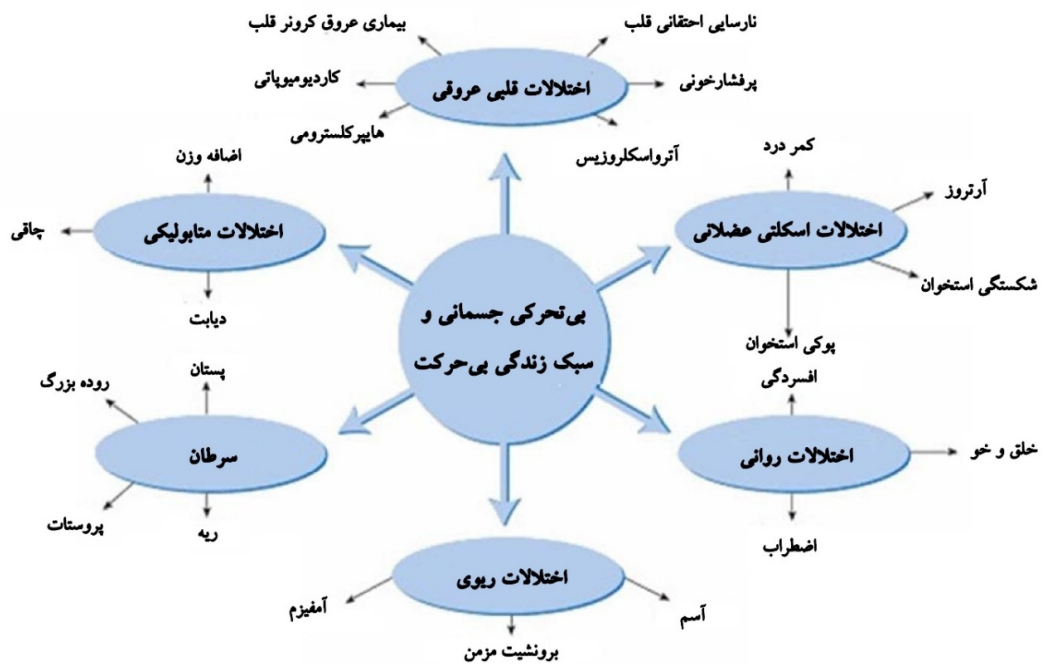 نارسایی احتقانی قلب
بیماری عروق کرونر قلب
اختلالات قلبی عروقی
پرفشارخونی
کاردیومیوپاتی
هایپرکلسترومی
آترواسکلروزیس
کمر درد
آرتروز
اختلالات اسکلتی عضلانی
شکستگی استخوان
پوکی استخوان
اضافه وزن
اختلالات متابولیکی
چاقی
دیابت
بی‌تحرکی جسمانی و
سبک زندگی بی‌حرکت
افسردگی
اختلالات روانی
خلق و خو
اضطراب
پستان
روده بزرگ
سرطان
پروستات
ریه
اختلالات ریوی
آسم
آمفیزم
برونشیت مزمن